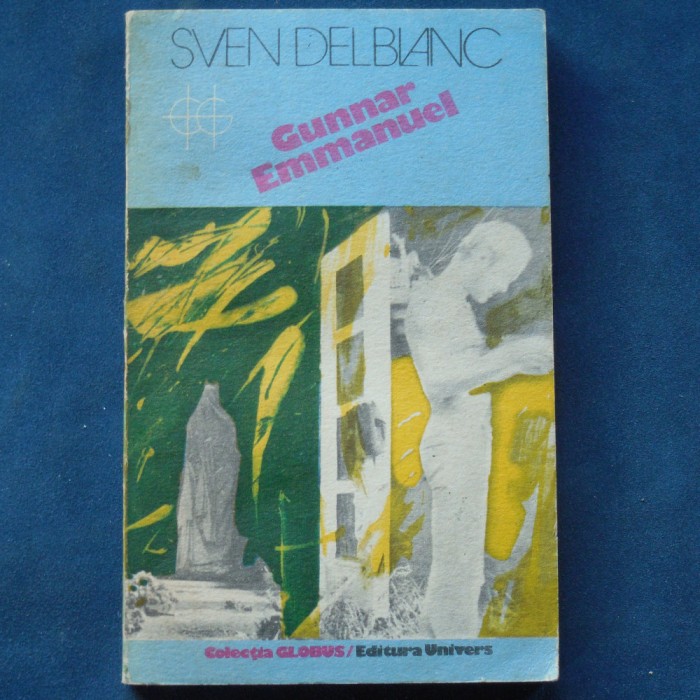 SVEN DELBLANC
Gunnar
Emmanuel
Colecția GLOBUS/Editura Univers